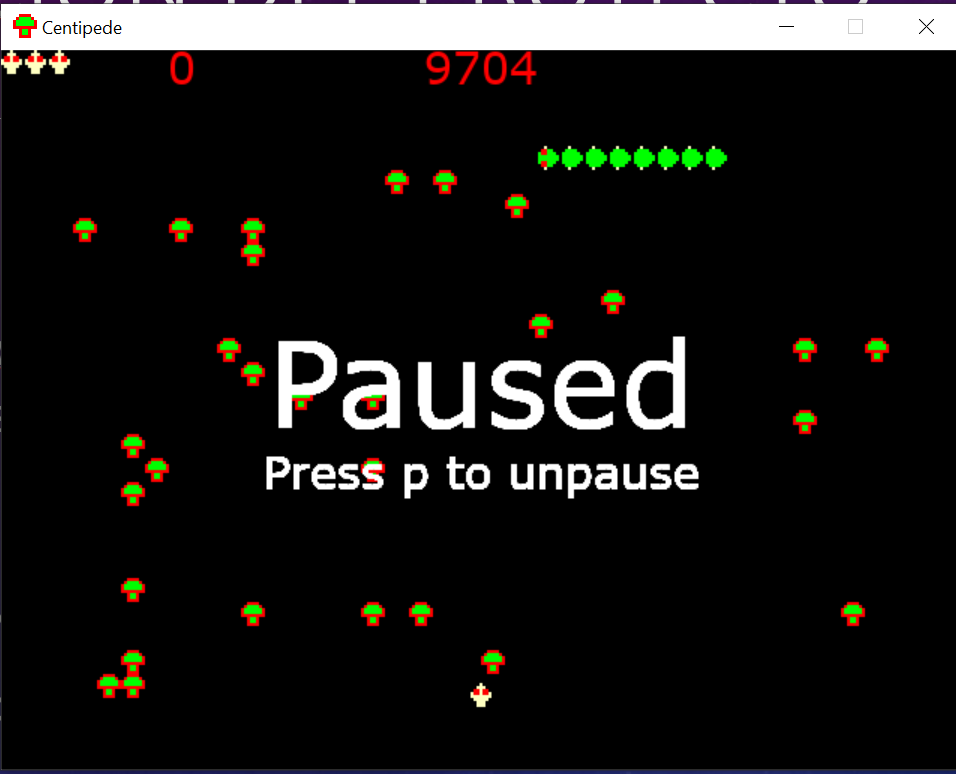 Centipede
0 9704
Paused
Press p to unpause